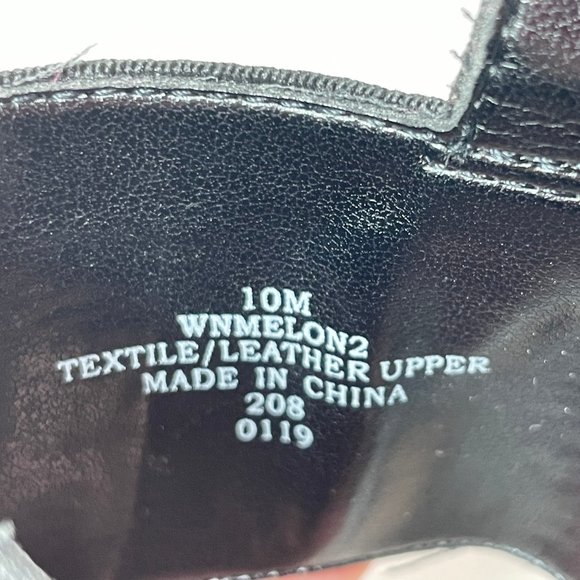 10M
WNMELON2
TEXTILE/LEATHER UPPER
MADE IN CHINA
208
0119